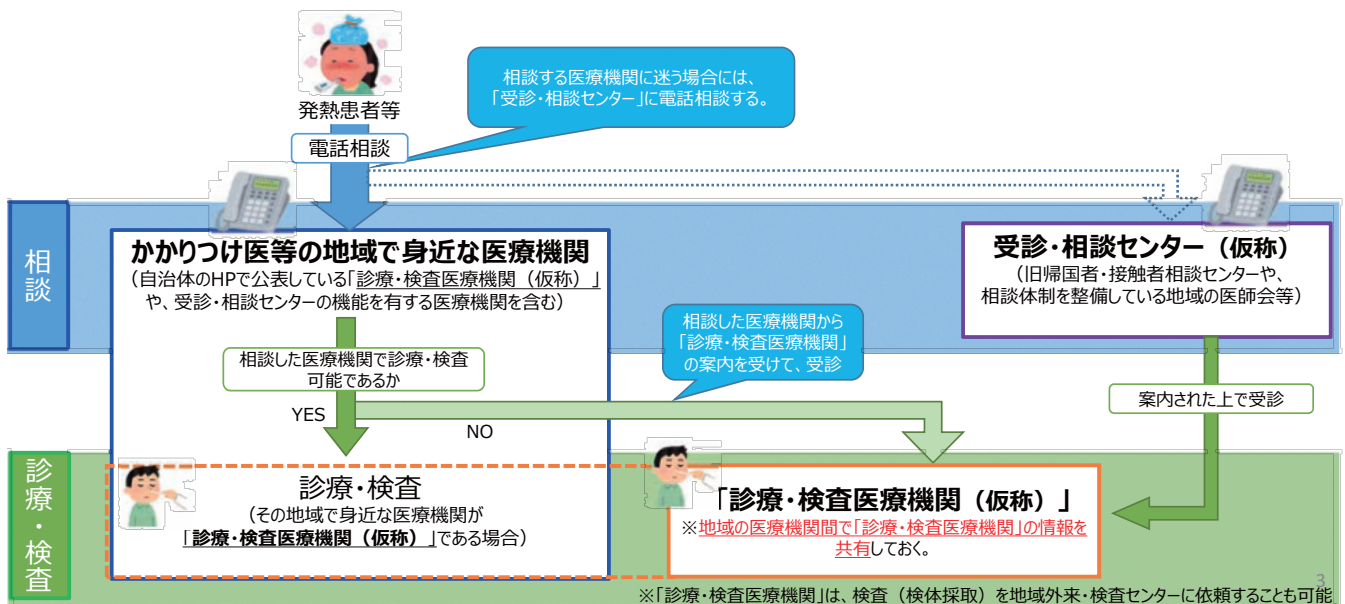 発熱患者等
電話相談
相談する医療機関に迷う場合には、
「受診・相談センター」に電話相談する。
相談
かかりつけ医等の地域で身近な医療機関
（自治体のHPで公表している「診療・検査医療機関（仮称）」
や、受診・相談センターの機能を有する医療機関を含む）
受診・相談センター（仮称）
（旧帰国者・接触者相談センターや、
相談体制を整備している地域の医師会等）
相談した医療機関で診療・検査
可能であるか
相談した医療機関から
「診療・検査医療機関」
の案内を受けて、受診
案内された上で受診
YES
NO
診療・検査
診療・検査
（その地域で身近な医療機関が
「診療・検査医療機関（仮称）」である場合）
「診療・検査医療機関（仮称）」
※地域の医療機関間で「診療・検査医療機関」の情報を
共有しておく。
3
※「診療・検査医療機関」は、検査（検体採取）を地域外来・検査センターに依頼することも可能